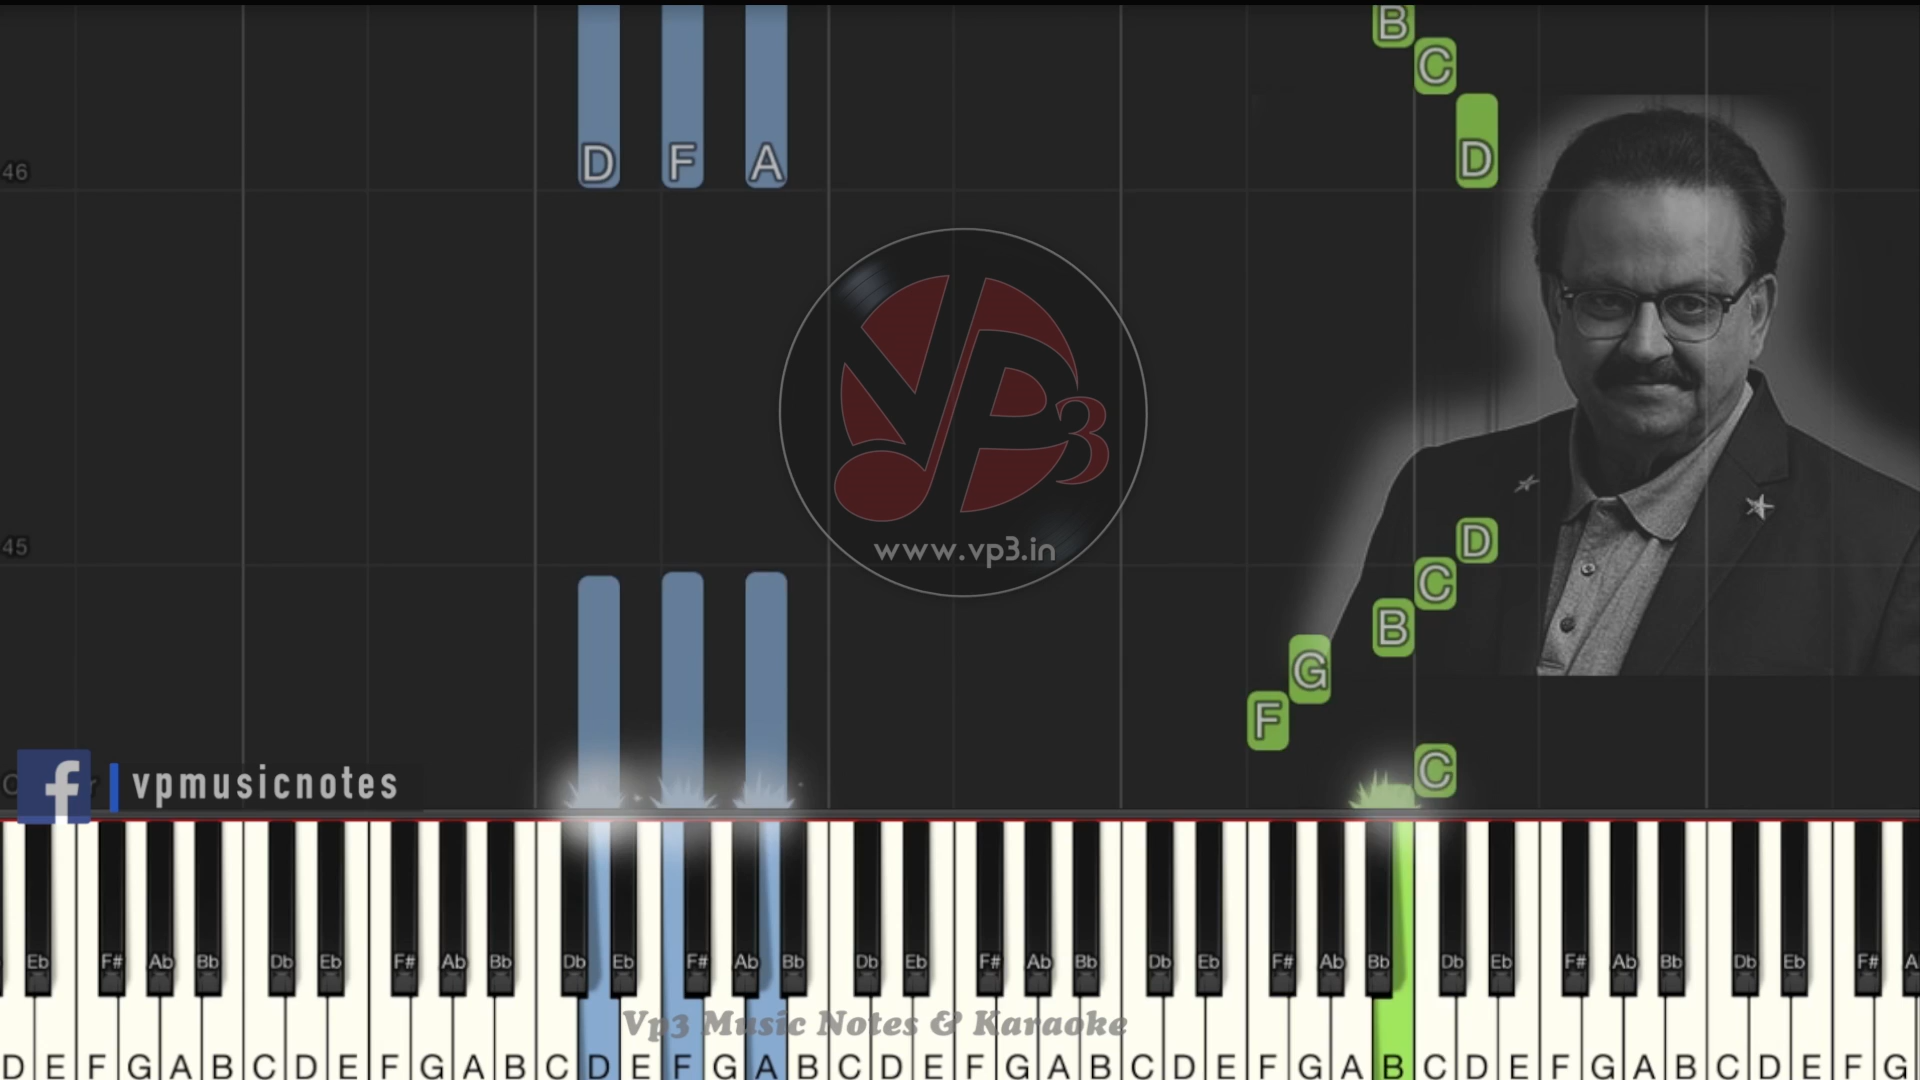 B
C
D F A D
46
VP3
www.vp3.in
45
D
C
B
G
F
C
f vpmusicnotes
Eb F# Ab Bb Db Eb F# Ab Bb Db Eb F# Ab Bb Db Eb F# Ab Bb Db Eb F# Ab Bb Db Eb F# Ab Bb Db Eb F# A
Vp3 Music Notes & Karaoke
D E F G A B C D E F G A B C D E F G A B C D E F G A B C D E F G A B C D E F G A B C D E F G